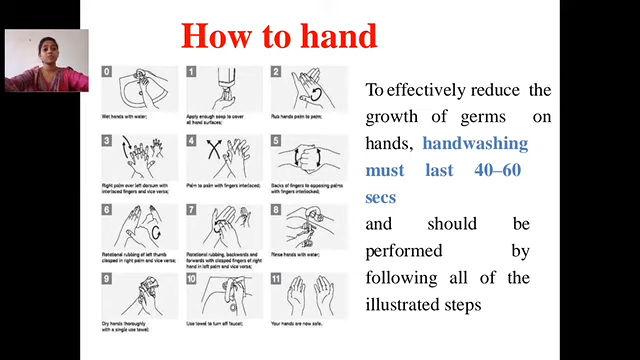 How to hand
0
Wet hands with water;
1
Apply enough soap to cover
all hand surfaces;
2
Rub hands palm to palm;
3
Right palm over left dorsum with
interlaced fingers and vice versa;
4
Palm to palm with fingers interlaced;
5
Backs of fingers to opposing palms
with fingers interlocked;
6
Rotational rubbing of left thumb
clasped in right palm and vice versa;
7
Rotational rubbing, backwards and
forwards with clasped fingers of right
hand in left palm and vice versa;
8
Rinse hands with water;
9
Dry hands thoroughly
with a single use towel;
10
Use towel to turn off faucet;
11
Your hands are now safe.
To effectively reduce the
growth of germs on
hands, handwashing
must last 40–60
secs
and should be
performed by
following all of the
illustrated steps